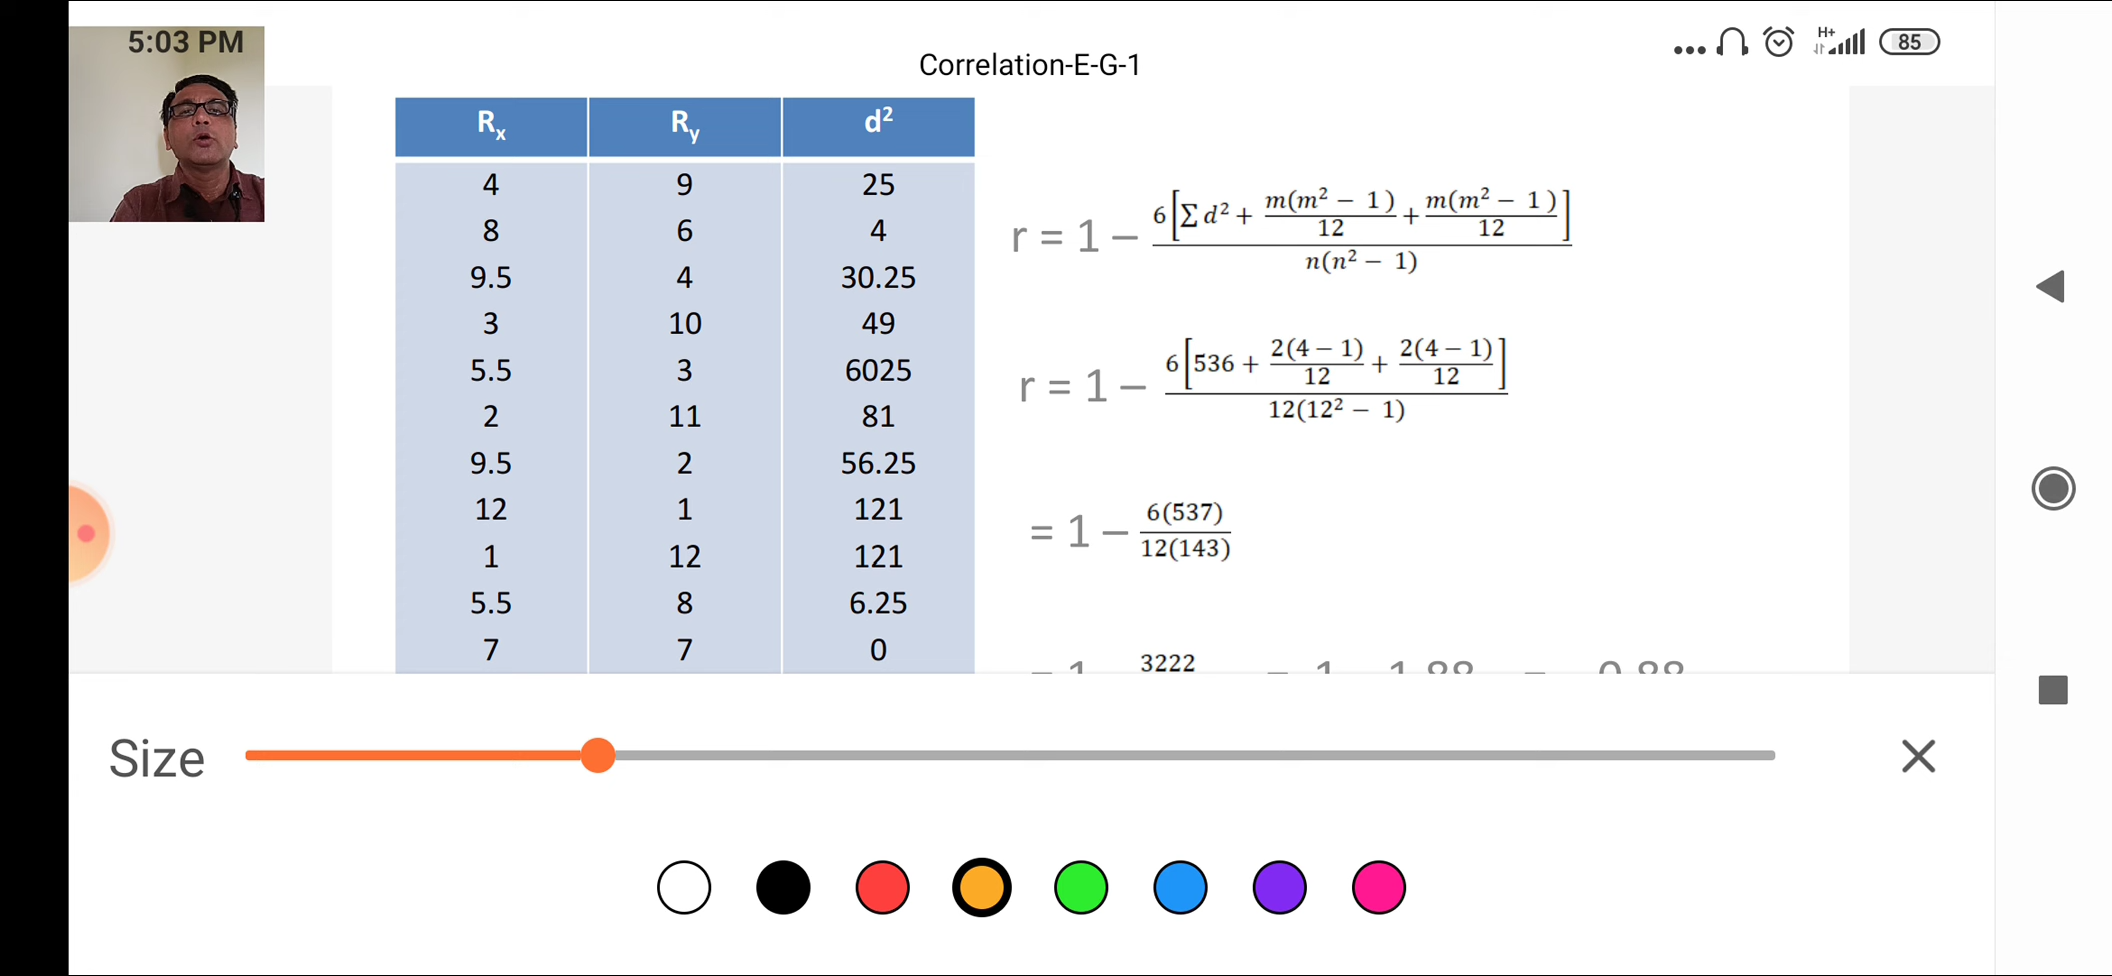 5:03 PM
Correlation-E-G-1
H+
85
Rx Ry d²
4 9 25
8 6 4
9.5 4 30.25
3 10 49
5.5 3 6025
2 11 81
9.5 2 56.25
12 1 121
1 12 121
5.5 8 6.25
7 7 0
r = 1 − 6[∑ d² + m(m² − 1)/12 + m(m² − 1)/12] / n(n² − 1)
r = 1 − 6[536 + 2(4 − 1)/12 + 2(4 − 1)/12] / 12(12² − 1)
= 1 − 6(537) / 12(143)
3222
Size